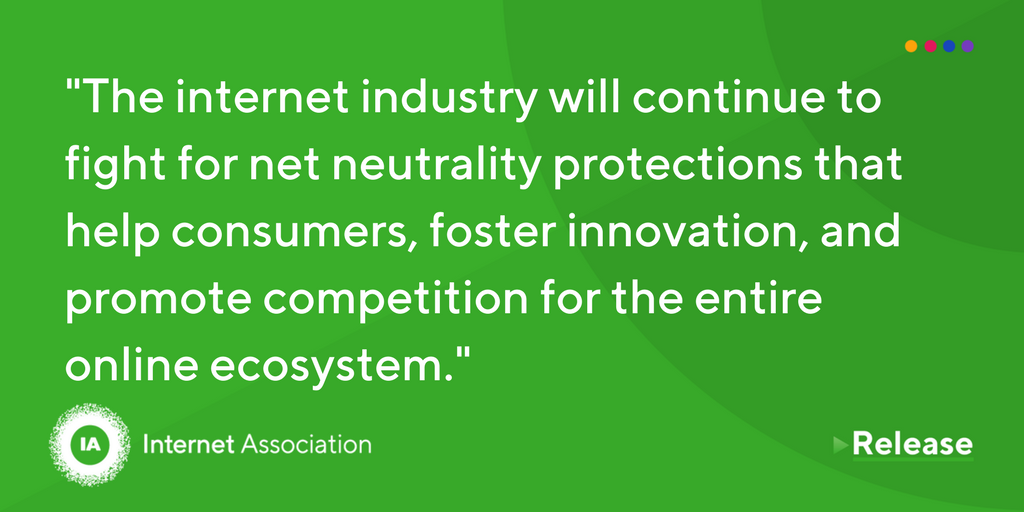 "The internet industry will continue to
fight for net neutrality protections that
help consumers, foster innovation, and
promote competition for the entire
online ecosystem."
IA
Internet Association
Release